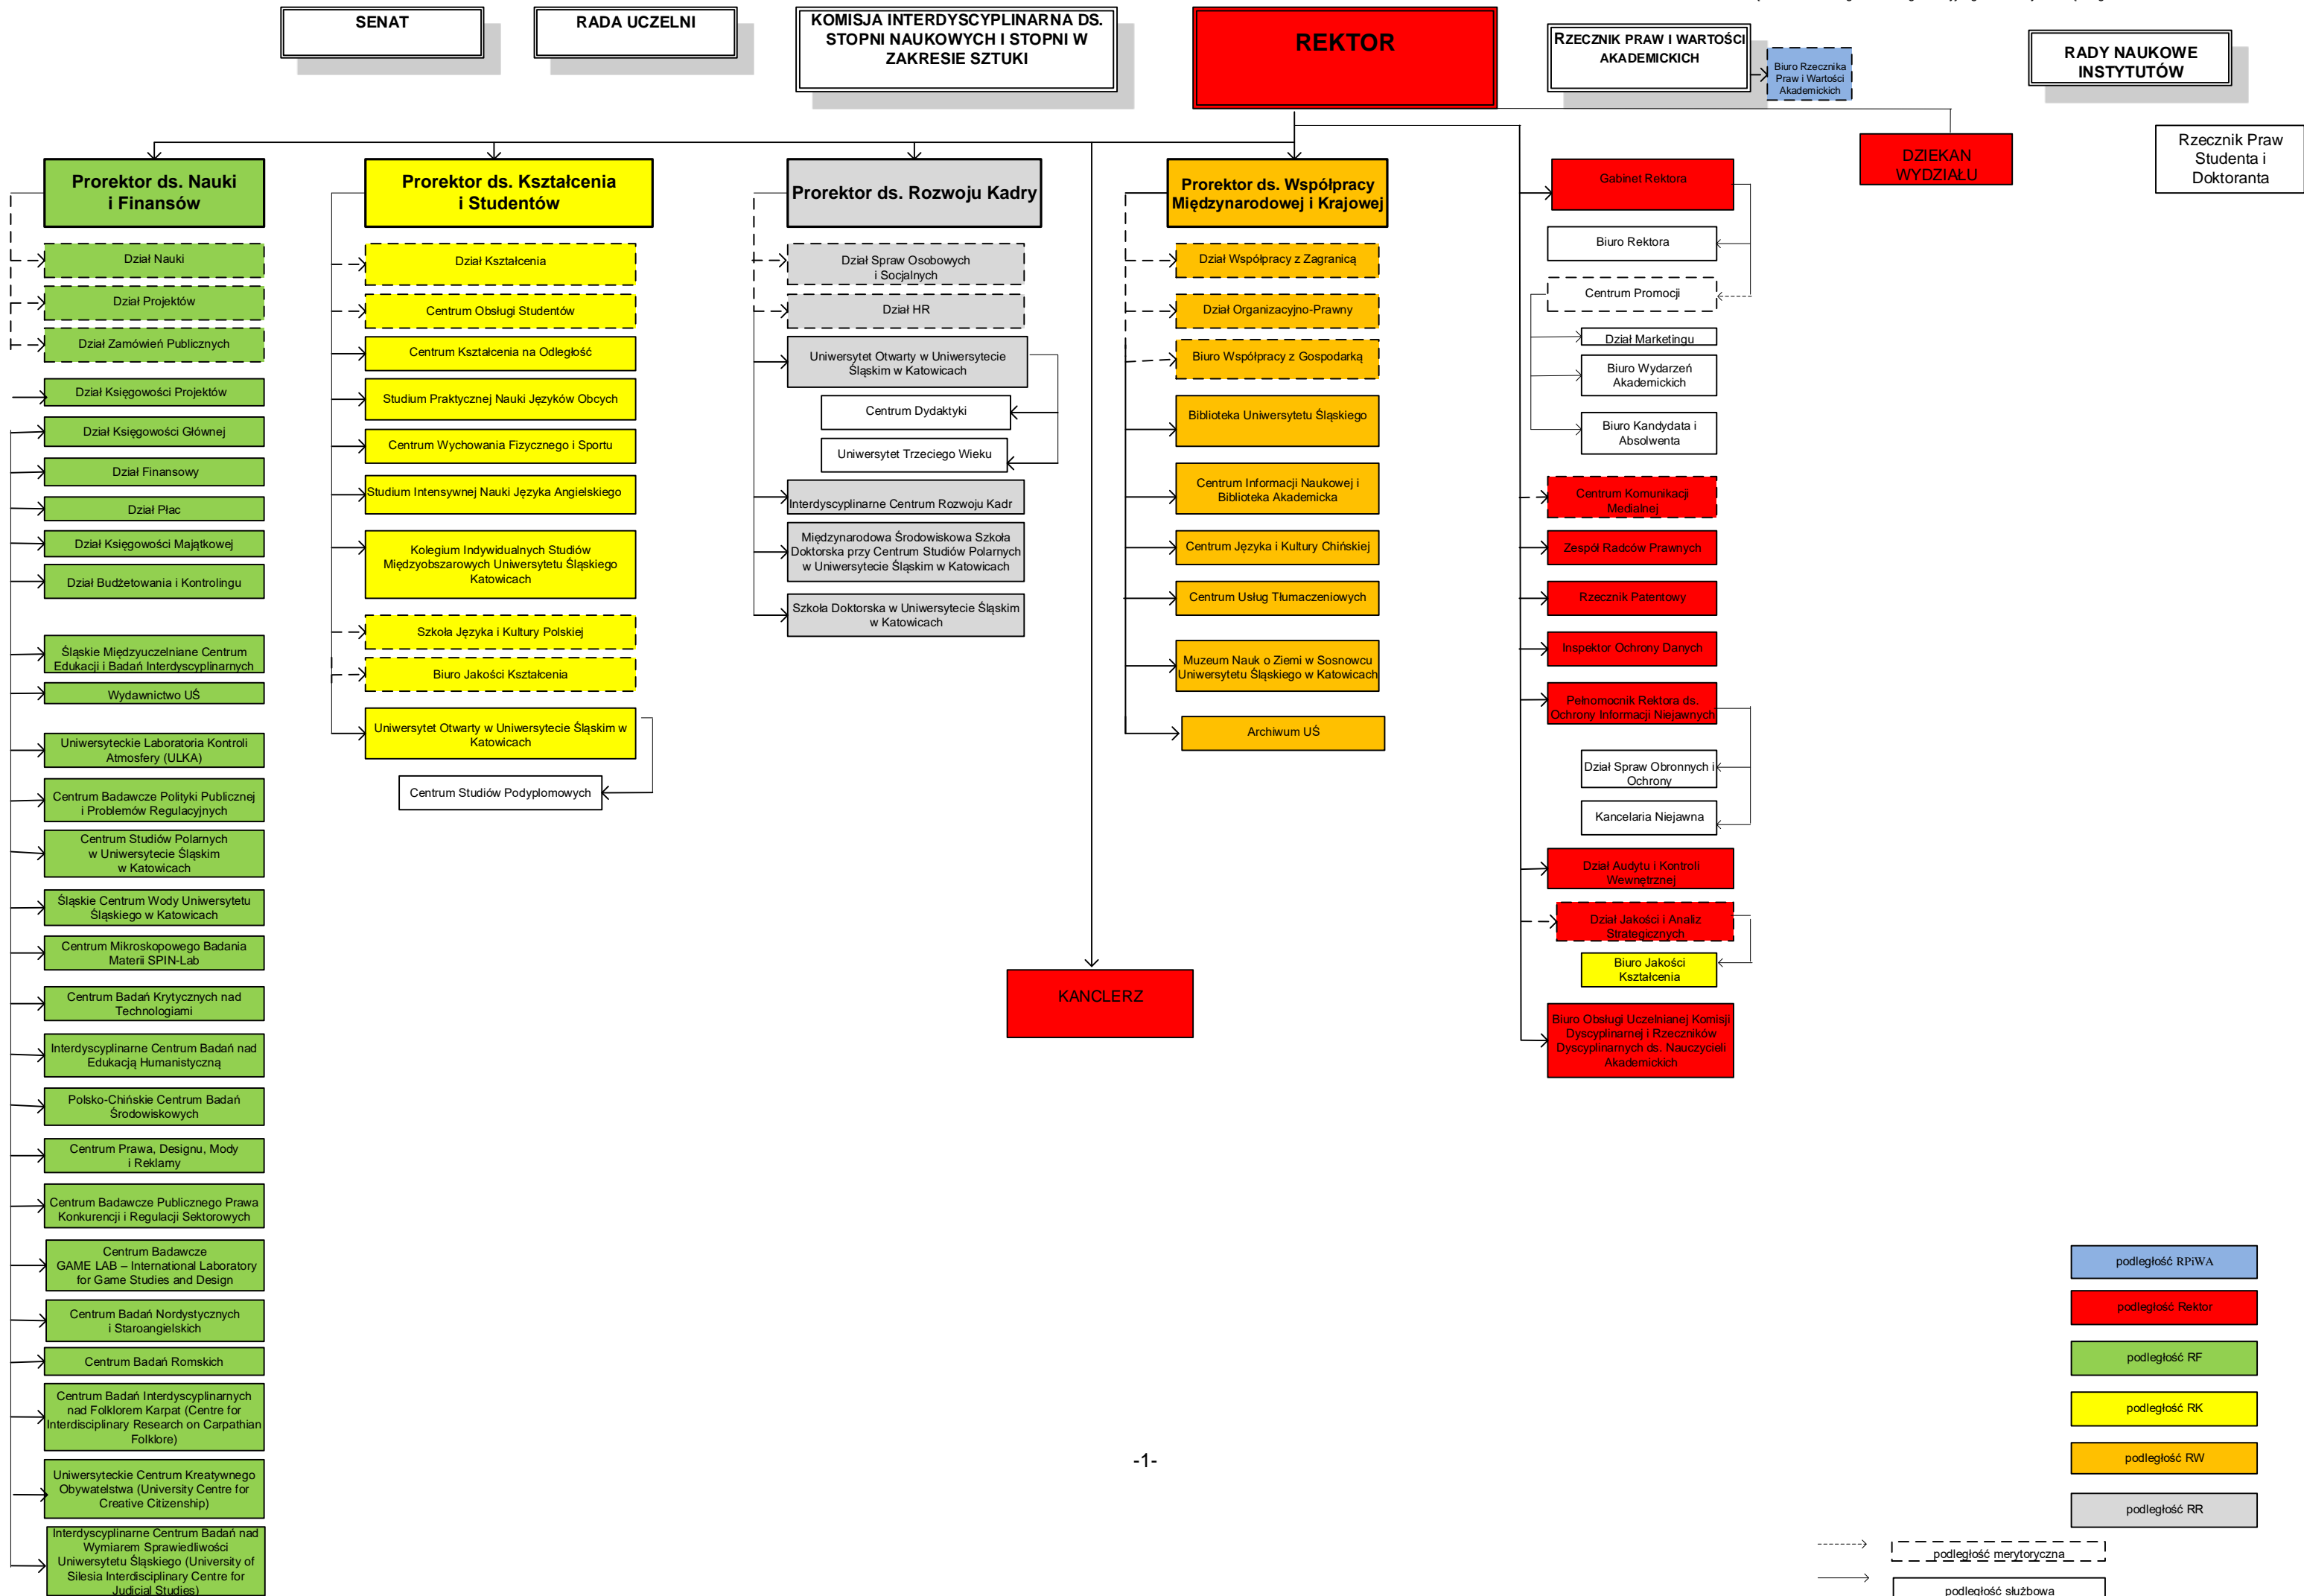 SENAT
RADA UCZELNI
KOMISJA INTERDYSCYPLINARNA DS.
STOPNI NAUKOWYCH I STOPNI W
ZAKRESIE SZTUKI
REKTOR
RZECZNIK PRAW I WARTOŚCI
AKADEMICKICH
Biuro Rzecznika
Praw i Wartości
Akademickich
RADY NAUKOWE
INSTYTUTÓW
DZIEKAN
WYDZIAŁU
Rzecznik Praw
Studenta i
Doktoranta
Prorektor ds. Nauki
i Finansów
Dział Nauki
Dział Projektów
Dział Zamówień Publicznych
Dział Księgowości Projektów
Dział Księgowości Głównej
Dział Finansowy
Dział Płac
Dział Księgowości Majątkowej
Dział Budżetowania i Kontrolingu
Śląskie Międzyuczelniane Centrum
Edukacji i Badań Interdyscyplinarnych
Wydawnictwo UŚ
Uniwersyteckie Laboratoria Kontroli
Atmosfery (ULKA)
Centrum Badawcze Polityki Publicznej
i Problemów Regulacyjnych
Centrum Studiów Polarnych
w Uniwersytecie Śląskim
w Katowicach
Śląskie Centrum Wody Uniwersytetu
Śląskiego w Katowicach
Centrum Mikroskopowego Badania
Materii SPIN-Lab
Centrum Badań Krytycznych nad
Technologiami
Interdyscyplinarne Centrum Badań nad
Edukacją Humanistyczną
Polsko-Chińskie Centrum Badań
Środowiskowych
Centrum Prawa, Designu, Mody
i Reklamy
Centrum Badawcze Publicznego Prawa
Konkurencji i Regulacji Sektorowych
Centrum Badawcze
GAME LAB – International Laboratory
for Game Studies and Design
Centrum Badań Nordystycznych
i Staroangielskich
Centrum Badań Romskich
Centrum Badań Interdyscyplinarnych
nad Folklorem Karpat (Centre for
Interdisciplinary Research on Carpathian
Folklore)
Uniwersyteckie Centrum Kreatywnego
Obywatelstwa (University Centre for
Creative Citizenship)
Interdyscyplinarne Centrum Badań nad
Wymiarem Sprawiedliwości
Uniwersytetu Śląskiego (University of
Silesia Interdisciplinary Centre for
Judicial Studies)
Prorektor ds. Kształcenia
i Studentów
Dział Kształcenia
Centrum Obsługi Studentów
Centrum Kształcenia na Odległość
Studium Praktycznej Nauki Języków Obcych
Centrum Wychowania Fizycznego i Sportu
Studium Intensywnej Nauki Języka Angielskiego
Kolegium Indywidualnych Studiów
Międzyobszarowych Uniwersytetu Śląskiego
Katowicach
Szkoła Języka i Kultury Polskiej
Biuro Jakości Kształcenia
Uniwersytet Otwarty w Uniwersytecie Śląskim w
Katowicach
Centrum Studiów Podyplomowych
Prorektor ds. Rozwoju Kadry
Dział Spraw Osobowych
i Socjalnych
Dział HR
Uniwersytet Otwarty w Uniwersytecie
Śląskim w Katowicach
Centrum Dydaktyki
Uniwersytet Trzeciego Wieku
Interdyscyplinarne Centrum Rozwoju Kadr
Międzynarodowa Środowiskowa Szkoła
Doktorska przy Centrum Studiów Polarnych
w Uniwersytecie Śląskim w Katowicach
Szkoła Doktorska w Uniwersytecie Śląskim
w Katowicach
KANCLERZ
Prorektor ds. Współpracy
Międzynarodowej i Krajowej
Dział Współpracy z Zagranicą
Dział Organizacyjno-Prawny
Biuro Współpracy z Gospodarką
Biblioteka Uniwersytetu Śląskiego
Centrum Informacji Naukowej i
Biblioteka Akademicka
Centrum Języka i Kultury Chińskiej
Centrum Usług Tłumaczeniowych
Muzeum Nauk o Ziemi w Sosnowcu
Uniwersytetu Śląskiego w Katowicach
Archiwum UŚ
Gabinet Rektora
Biuro Rektora
Centrum Promocji
Dział Marketingu
Biuro Wydarzeń
Akademickich
Biuro Kandydata i
Absolwenta
Centrum Komunikacji
Medialnej
Zespół Radców Prawnych
Rzecznik Patentowy
Inspektor Ochrony Danych
Pełnomocnik Rektora ds.
Ochrony Informacji Niejawnych
Dział Spraw Obronnych i
Ochrony
Kancelaria Niejawna
Dział Audytu i Kontroli
Wewnętrznej
Dział Jakości i Analiz
Strategicznych
Biuro Jakości
Kształcenia
Biuro Obsługi Uczelnianej Komisji
Dyscyplinarnej i Rzeczników
Dyscyplinarnych ds. Nauczycieli
Akademickich
-1-
podległość RPiWA
podległość Rektor
podległość RF
podległość RK
podległość RW
podległość RR
podległość merytoryczna
podległość służbowa